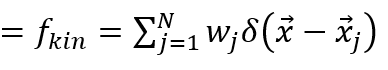 = f_{kin} = \sum_{j=1}^{N} w_j \delta(\vec{x} - \vec{x}_j)